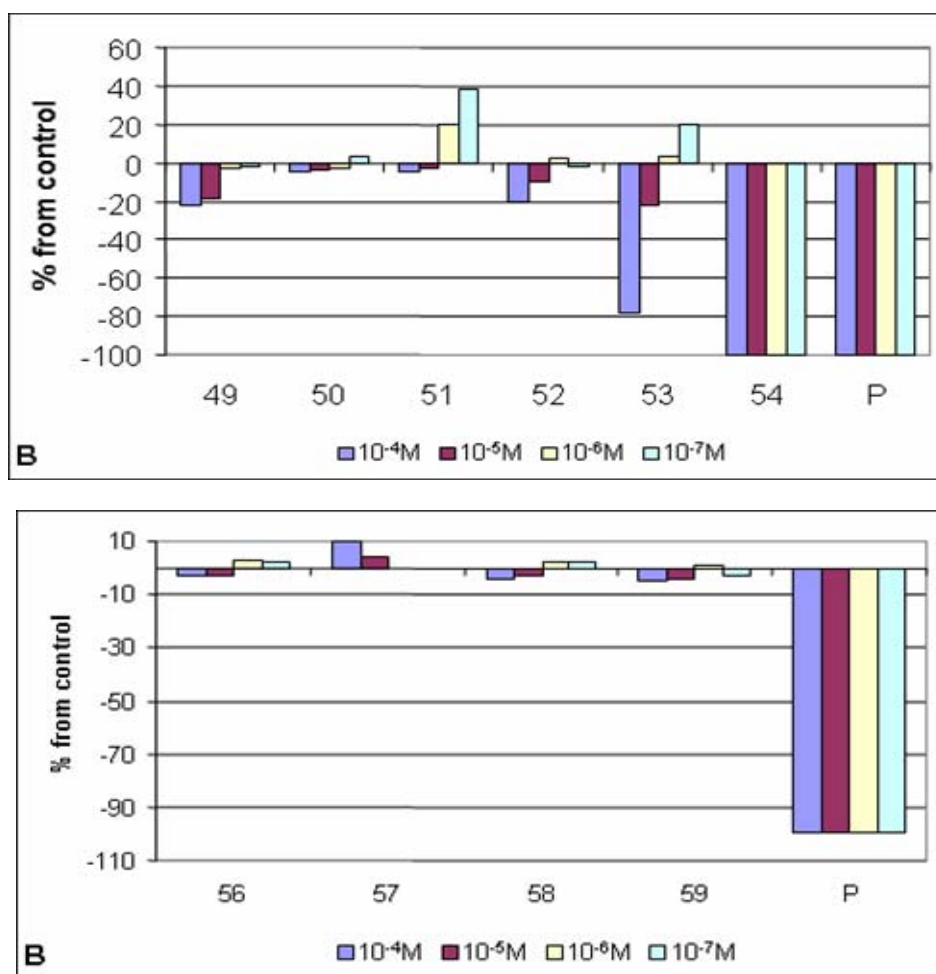 60
40
20
0
-20
-40
-60
-80
-100
% from control
49 50 51 52 53 54 P
B
10⁻⁴M 10⁻⁵M 10⁻⁶M 10⁻⁷M
10
-10
-30
-50
-70
-90
-110
% from control
56 57 58 59 P
B
10⁻⁴M 10⁻⁵M 10⁻⁶M 10⁻⁷M